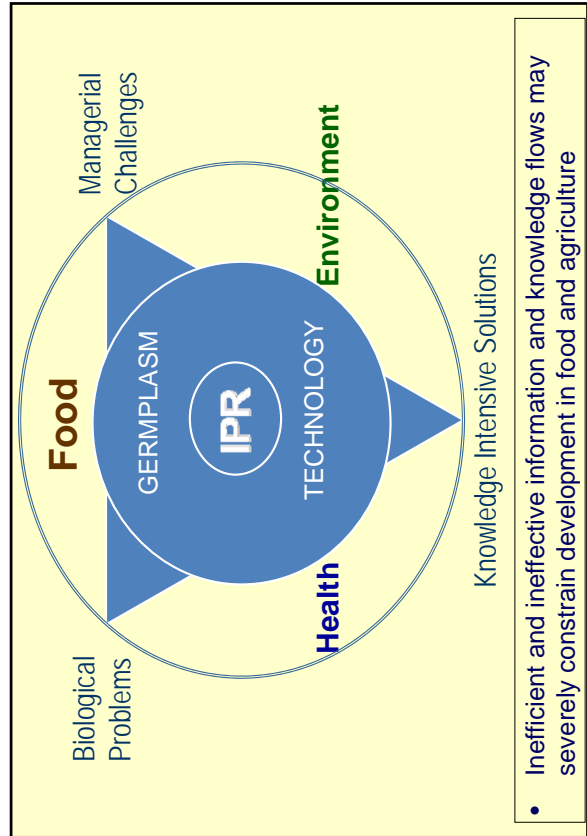 Food
Biological
Problems
Managerial
Challenges
GERMPLASM
IPR
TECHNOLOGY
Health
Environment
Knowledge Intensive Solutions
• Inefficient and ineffective information and knowledge flows may
severely constrain development in food and agriculture